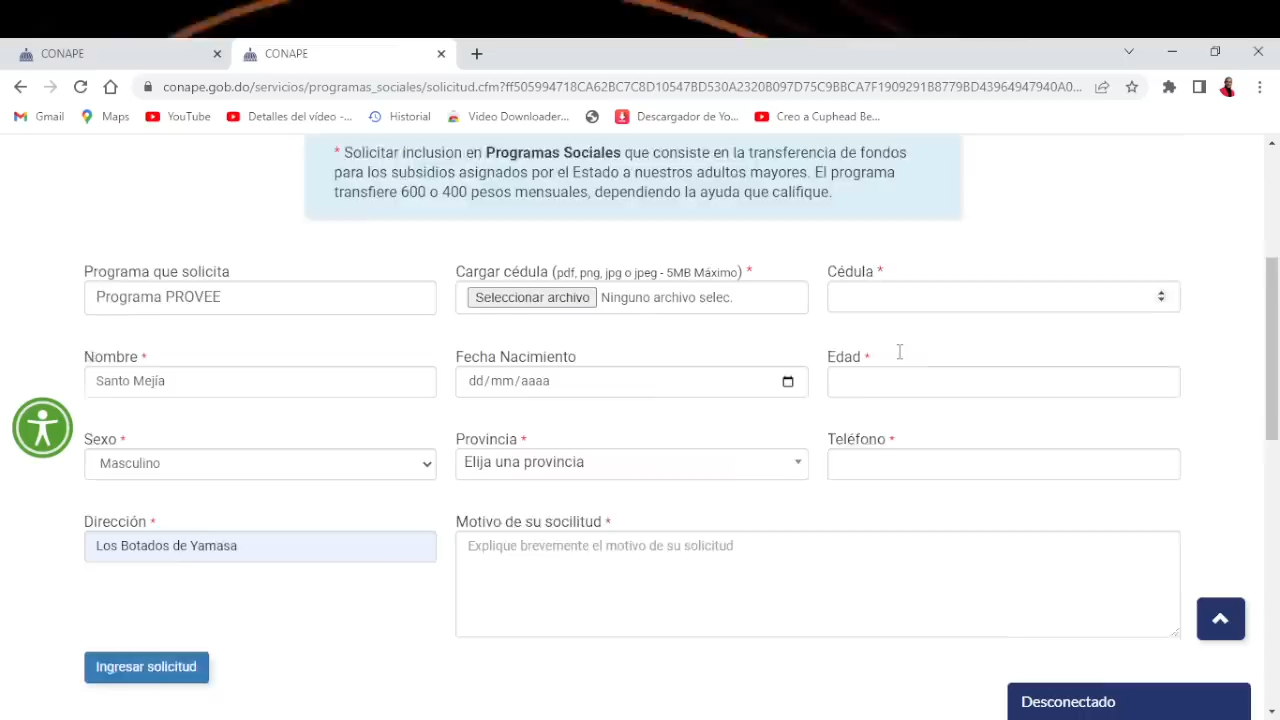 CONAPE
CONAPE
conape.gob.do/servicios/programas_sociales/solicitud.cfm?ff505994718CA62BC7C8D10547BD530A2320B097D75C9BBCA7F1909291B8779BD43964947940A0...
Gmail
Maps
YouTube
Detalles del vídeo -...
Historial
Video Downloader...
Descargador de Yo...
Creo a Cuphead Be...
* Solicitar inclusion en Programas Sociales que consiste en la transferencia de fondos
para los subsidios asignados por el Estado a nuestros adultos mayores. El programa
transfiere 600 o 400 pesos mensuales, dependiendo la ayuda que califique.
Programa que solicita
Programa PROVEE
Cargar cédula (pdf, png, jpg o jpeg - 5MB Máximo) *
Seleccionar archivo Ninguno archivo selec.
Cédula *
Nombre *
Santo Mejía
Fecha Nacimiento
dd/mm/aaaa
Edad *
Sexo *
Masculino
Provincia *
Elija una provincia
Teléfono *
Dirección *
Los Botados de Yamasa
Motivo de su socilitud *
Explique brevemente el motivo de su solicitud
Ingresar solicitud
Desconectado